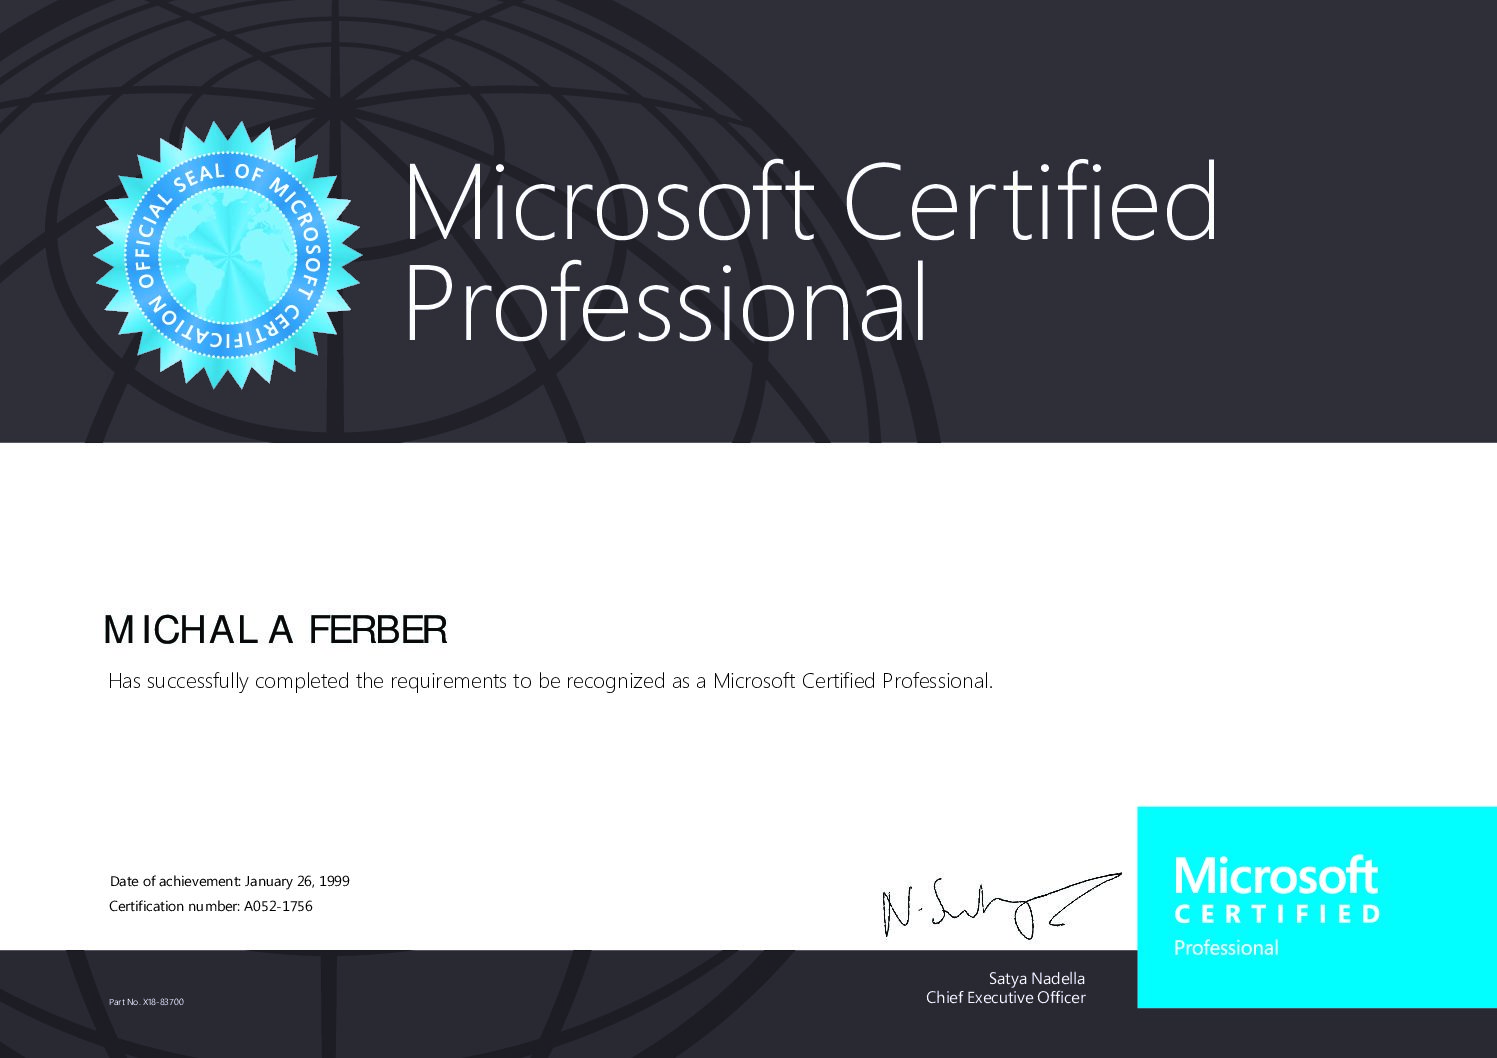 OFFICIAL SEAL OF MICROSOFT CERTIFICATION
Microsoft Certified
Professional
MICHAL A FERBER
Has successfully completed the requirements to be recognized as a Microsoft Certified Professional.
Date of achievement: January 26, 1999
Certification number: A052-1756
N. Satya
Satya Nadella
Chief Executive Officer
Part No. X18-83700
Microsoft
CERTIFIED
Professional